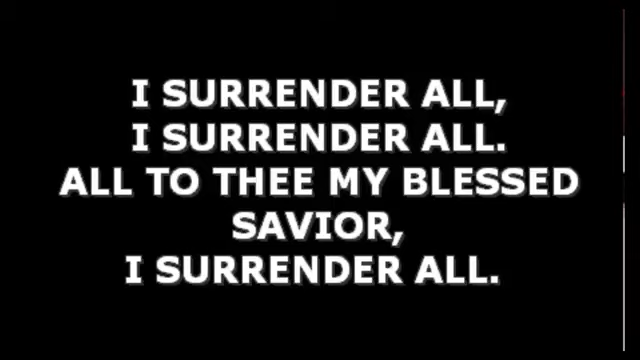 I SURRENDER ALL,
I SURRENDER ALL.
ALL TO THEE MY BLESSED
SAVIOR,
I SURRENDER ALL.